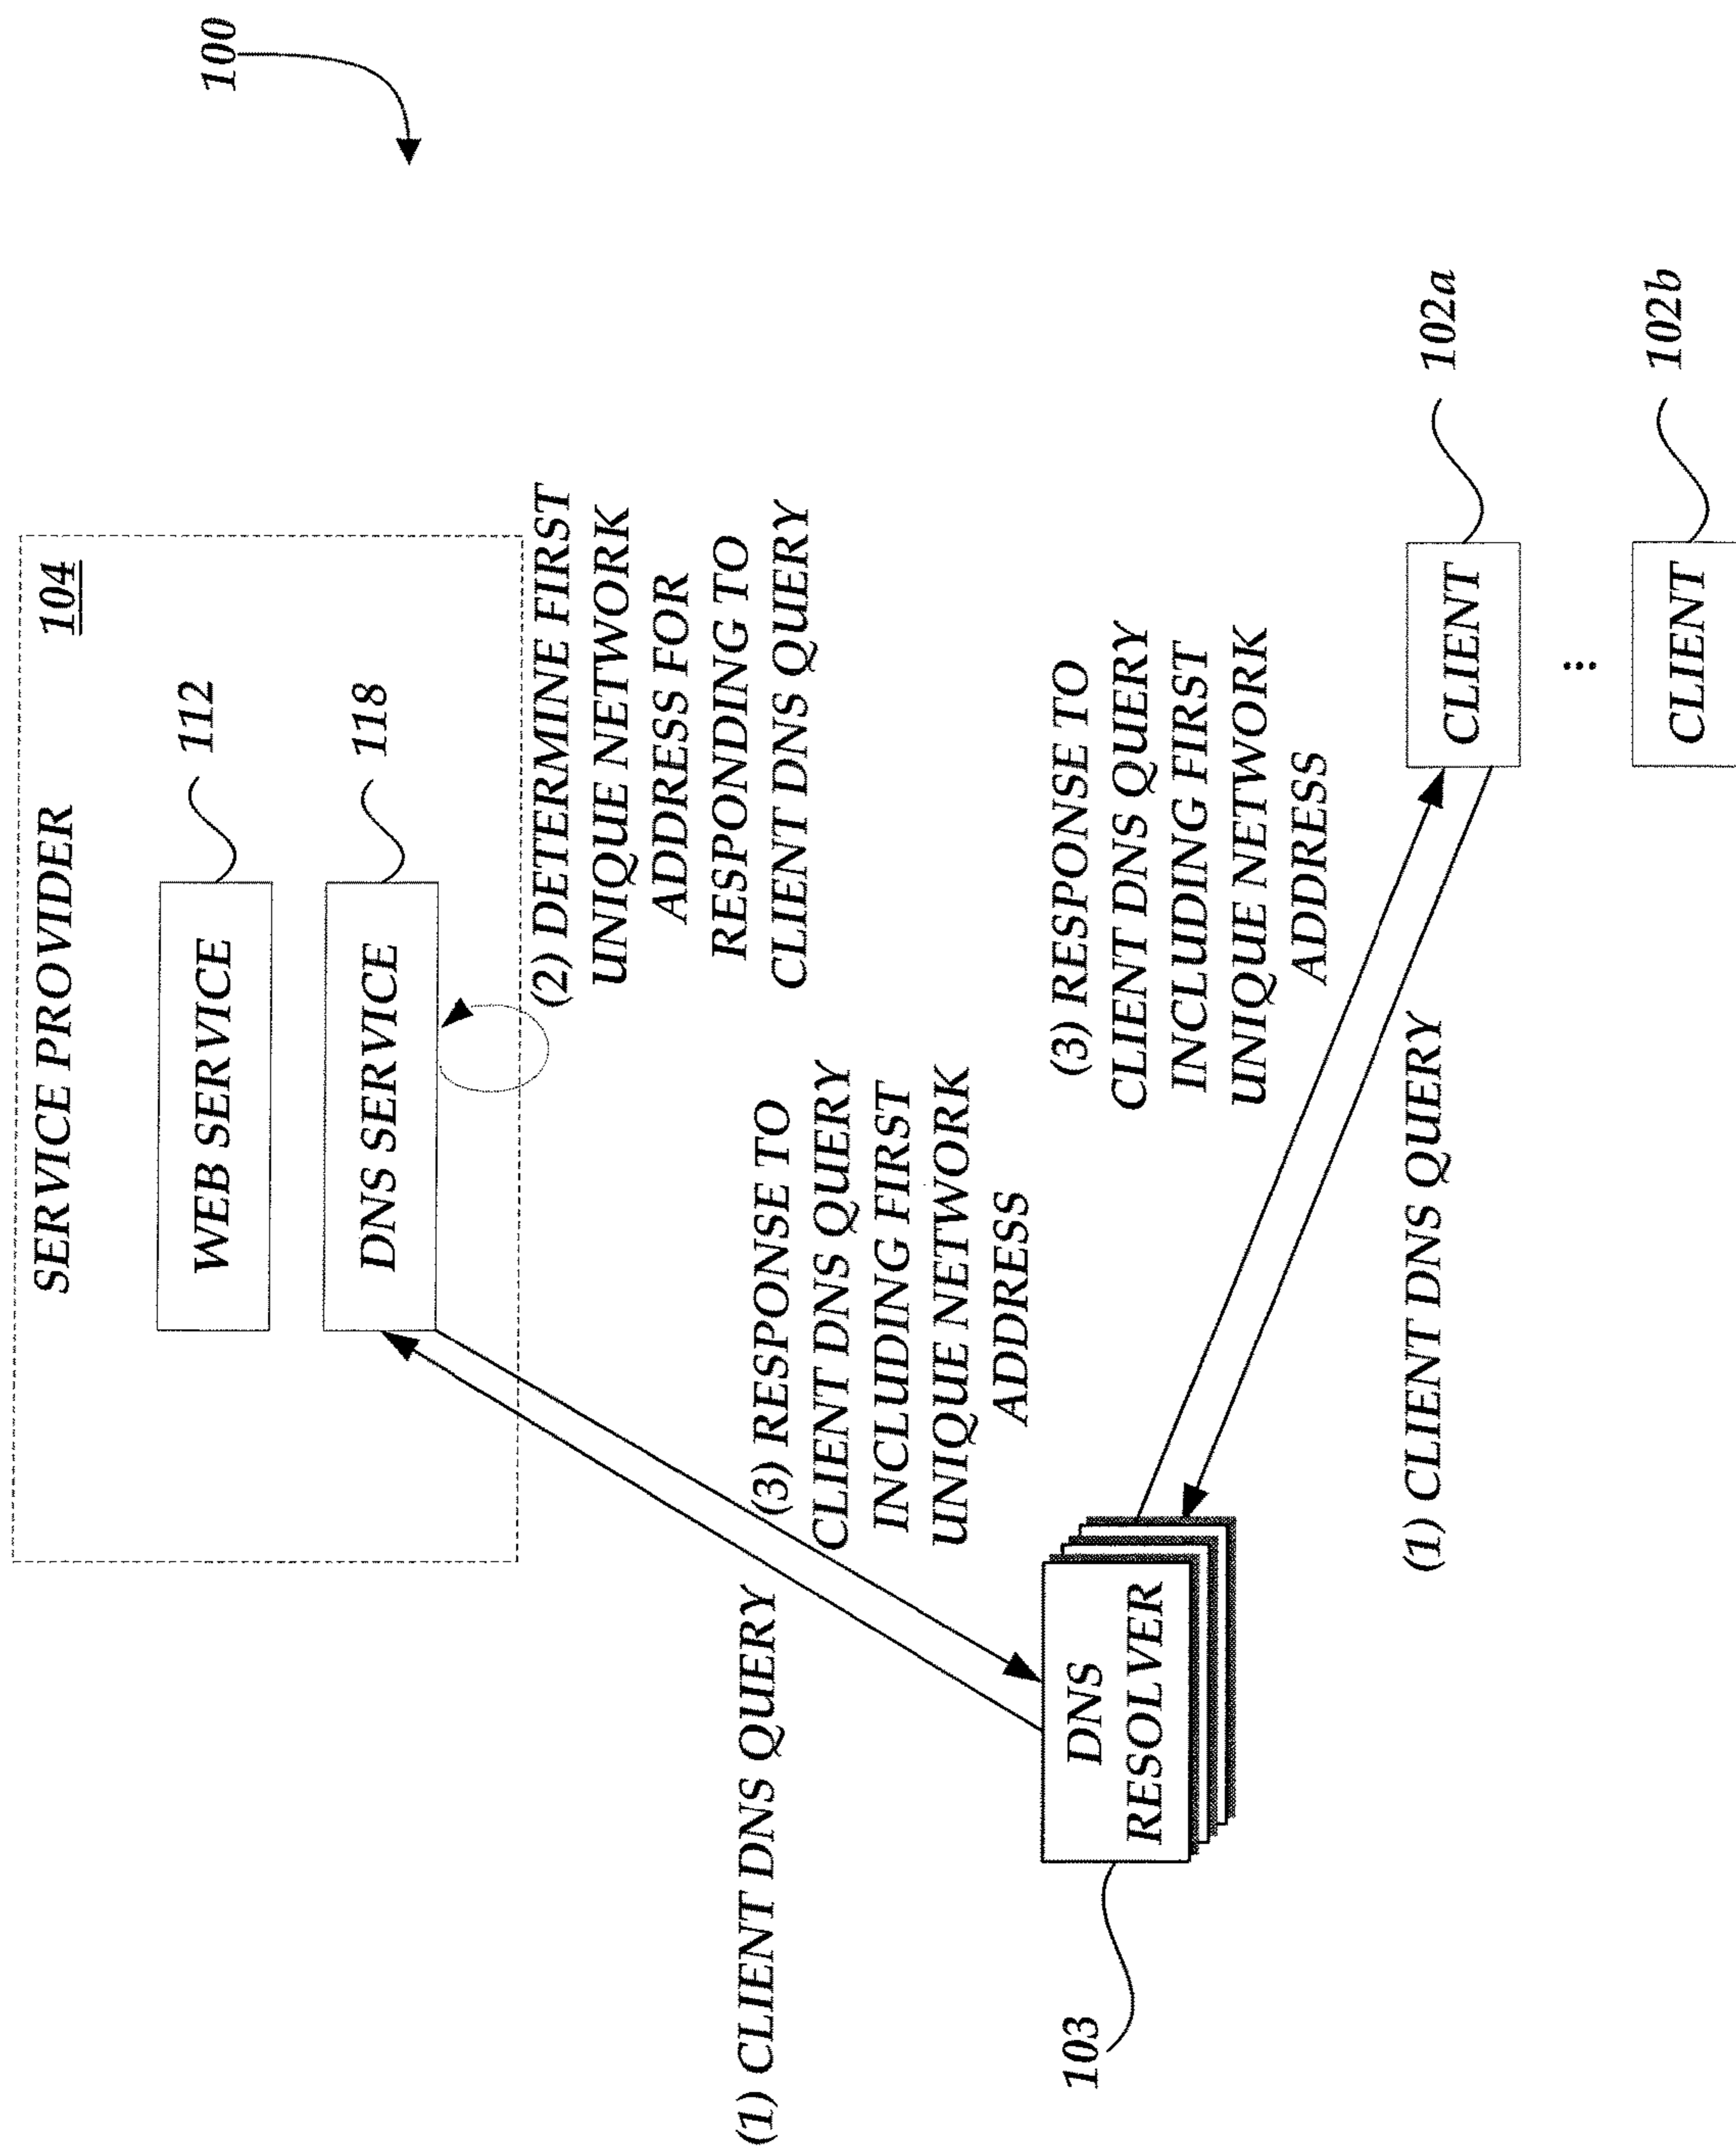 100
SERVICE PROVIDER
104
WEB SERVICE
112
DNS SERVICE
118
(2) DETERMINE FIRST
UNIQUE NETWORK
ADDRESS FOR
RESPONDING TO
CLIENT DNS QUERY
(1) CLIENT DNS QUERY
(3) RESPONSE TO
CLIENT DNS QUERY
INCLUDING FIRST
UNIQUE NETWORK
ADDRESS
103
DNS
RESOLVER
(3) RESPONSE TO
CLIENT DNS QUERY
INCLUDING FIRST
UNIQUE NETWORK
ADDRESS
(1) CLIENT DNS QUERY
CLIENT
102a
⋯
CLIENT
102b